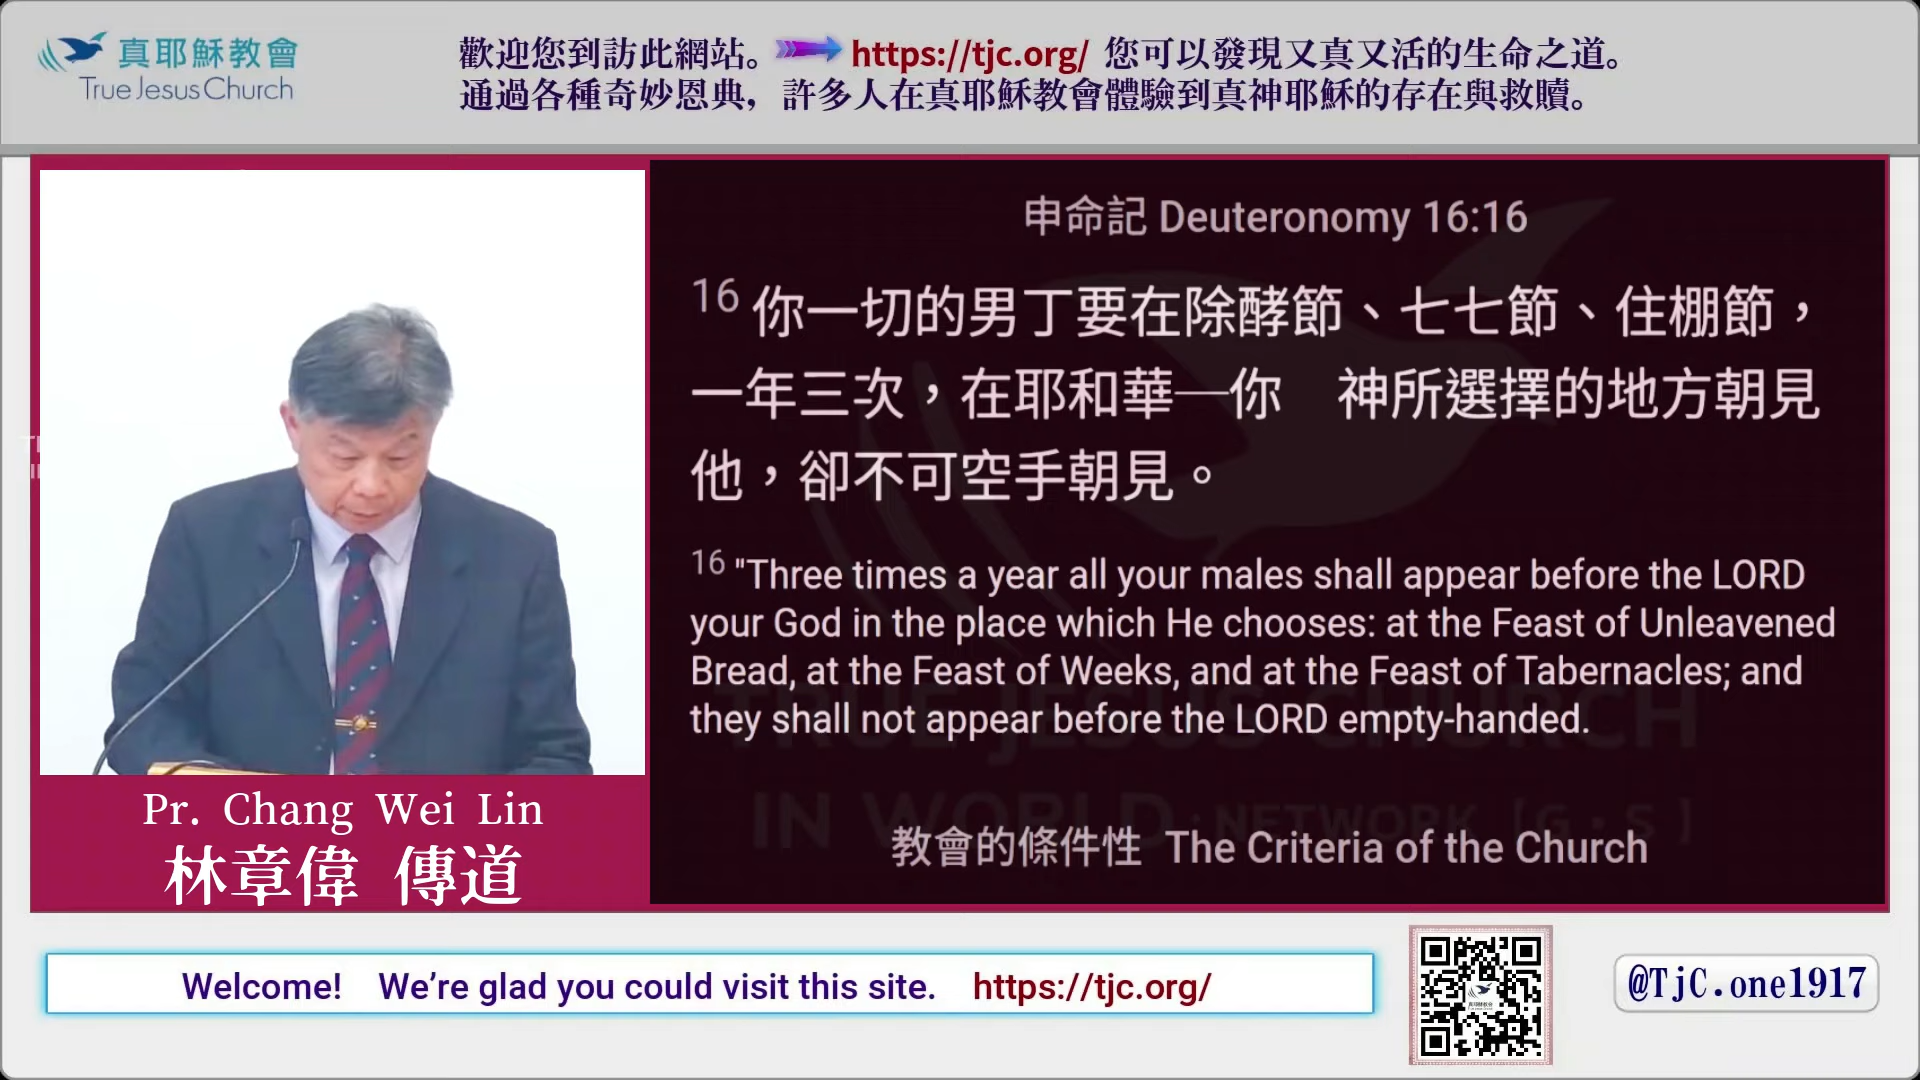 真耶穌教會
True Jesus Church
歡迎您到訪此網站。 https://tjc.org/ 您可以發現又真又活的生命之道。
通過各種奇妙恩典，許多人在真耶穌教會體驗到真神耶穌的存在與救贖。
申命記 Deuteronomy 16:16
16 你一切的男丁要在除酵節、七七節、住棚節，
一年三次，在耶和華─你　神所選擇的地方朝見
他，卻不可空手朝見。
16 "Three times a year all your males shall appear before the LORD
your God in the place which He chooses: at the Feast of Unleavened
Bread, at the Feast of Weeks, and at the Feast of Tabernacles; and
they shall not appear before the LORD empty-handed.
TRUE JESUS CHURCH
IN WORLD · NETWORK (G · S)
教會的條件性 The Criteria of the Church
Pr. Chang Wei Lin
林章偉 傳道
Welcome! We’re glad you could visit this site. https://tjc.org/
@TjC.one1917